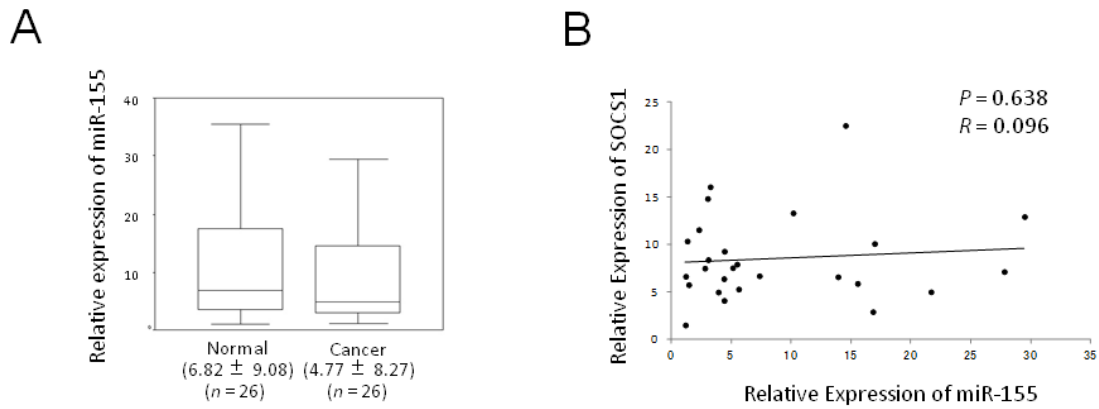 A
Relative expression of miR-155
40
30
20
10
0
Normal
(6.82 ± 9.08)
(n = 26)
Cancer
(4.77 ± 8.27)
(n = 26)
B
Relative Expression of SOCS1
P = 0.638
R = 0.096
25
20
15
10
5
0
0 5 10 15 20 25 30 35
Relative Expression of miR-155